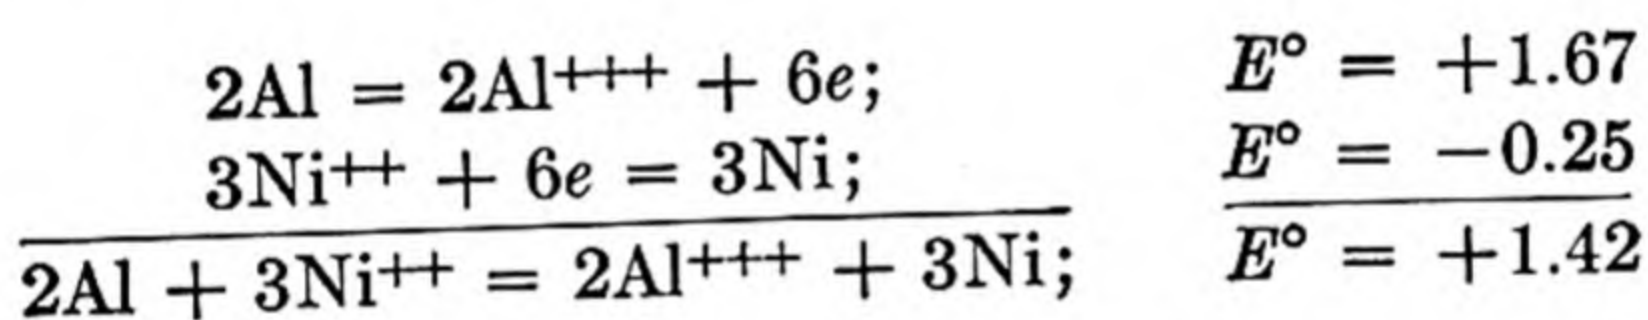 2Al = 2Al+++ + 6e; E° = +1.67
3Ni++ + 6e = 3Ni; E° = −0.25
2Al + 3Ni++ = 2Al+++ + 3Ni; E° = +1.42